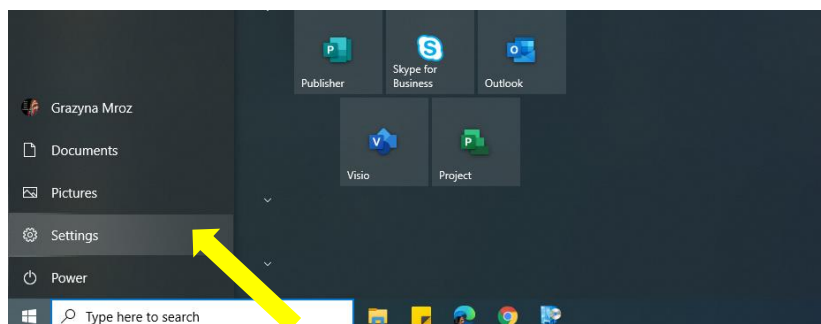 Publisher
Skype for
Business
Outlook
Grazyna Mroz
Documents
Visio
Project
Pictures
Settings
Power
Type here to search